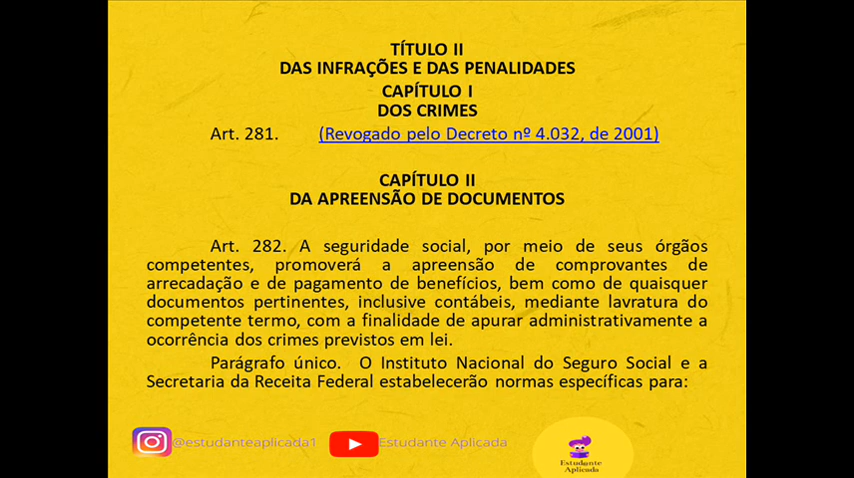 TÍTULO II
DAS INFRAÇÕES E DAS PENALIDADES
CAPÍTULO I
DOS CRIMES
Art. 281. (Revogado pelo Decreto nº 4.032, de 2001)
CAPÍTULO II
DA APREENSÃO DE DOCUMENTOS
Art. 282. A seguridade social, por meio de seus órgãos
competentes, promoverá a apreensão de comprovantes de
arrecadação e de pagamento de benefícios, bem como de quaisquer
documentos pertinentes, inclusive contábeis, mediante lavratura do
competente termo, com a finalidade de apurar administrativamente a
ocorrência dos crimes previstos em lei.
Parágrafo único. O Instituto Nacional do Seguro Social e a
Secretaria da Receita Federal estabelecerão normas específicas para:
@estudanteaplicada1
Estudante Aplicada
Estudante
Aplicada